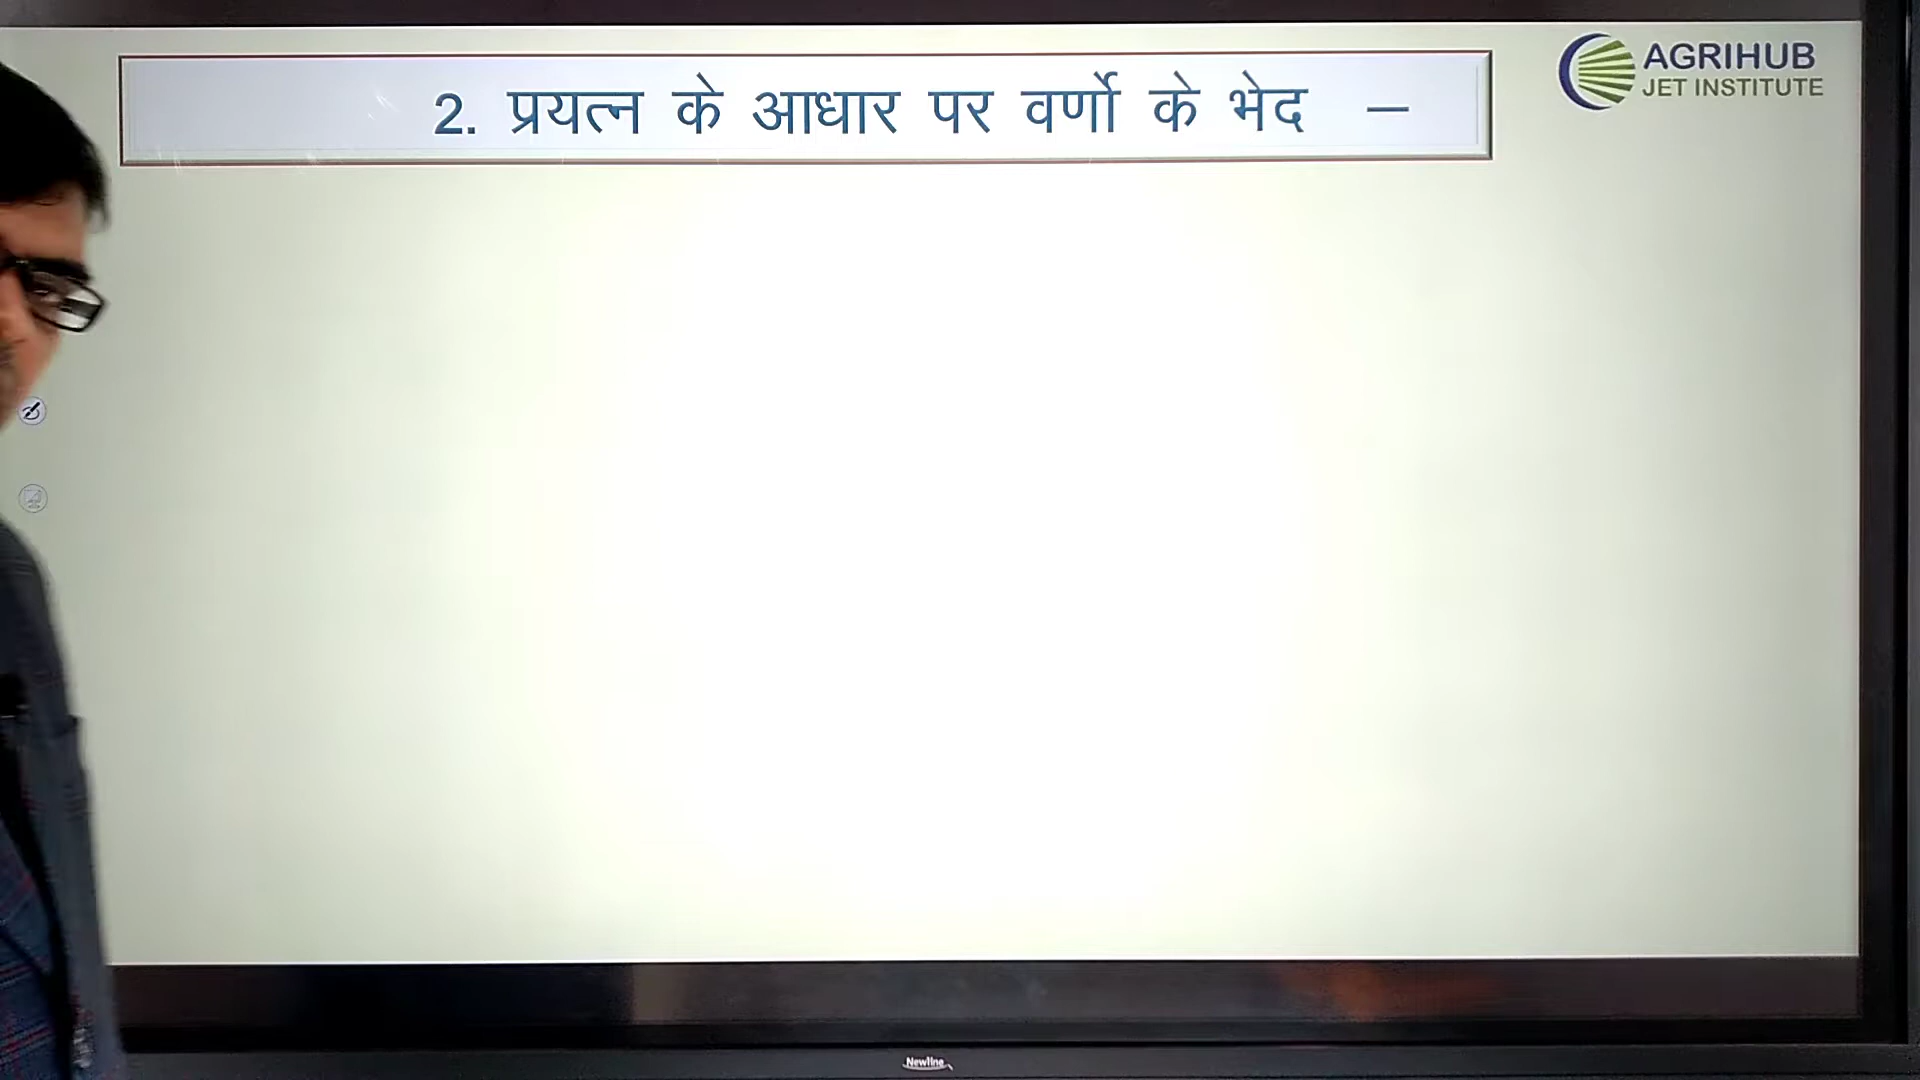 2. प्रयत्न के आधार पर वर्णो के भेद –
AGRIHUB
JET INSTITUTE
Newline